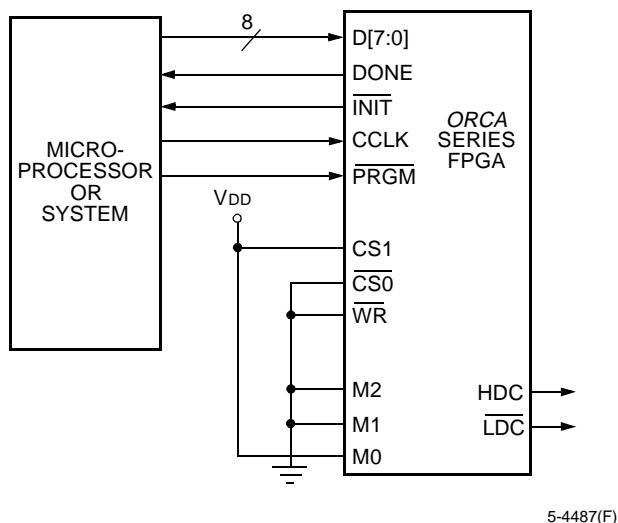 8
D[7:0]
DONE
INIT
CCLK
PRGM
ORCA
SERIES
FPGA
MICRO-
PROCESSOR
OR
SYSTEM
VDD
CS1
CS0
WR
M2
M1
M0
HDC
LDC
5-4487(F)